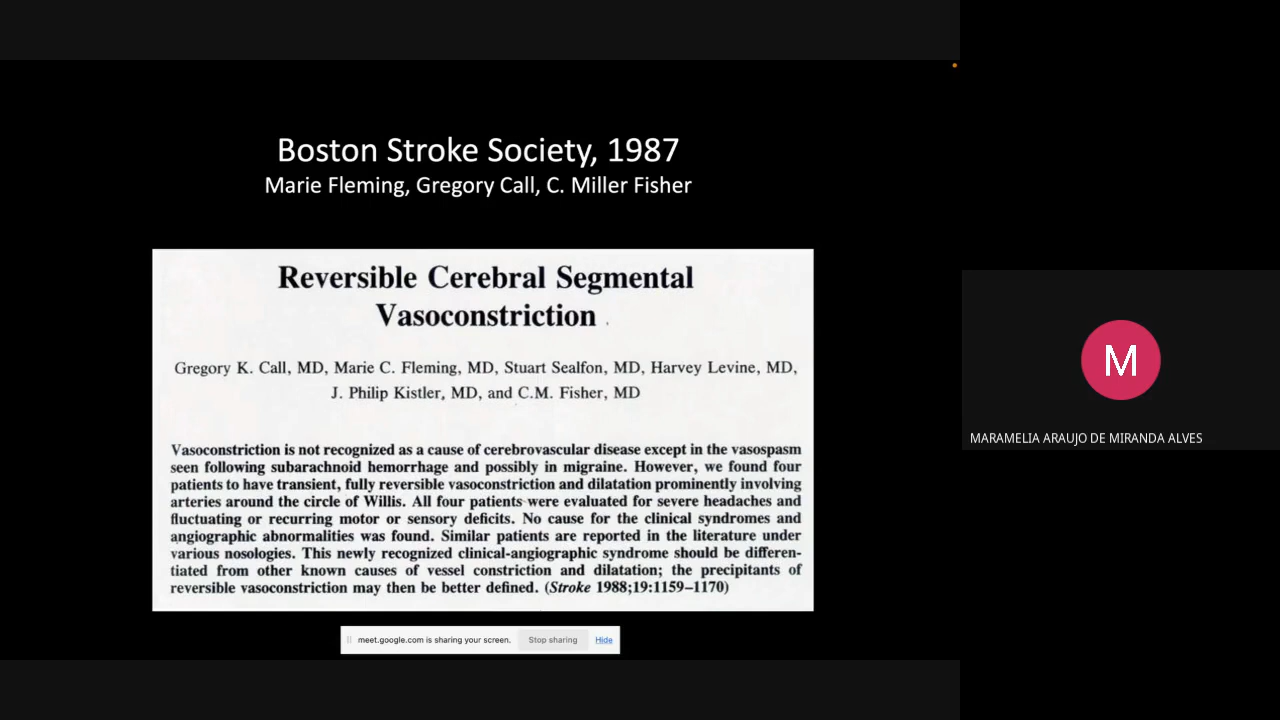 Boston Stroke Society, 1987
Marie Fleming, Gregory Call, C. Miller Fisher
Reversible Cerebral Segmental
Vasoconstriction
Gregory K. Call, MD, Marie C. Fleming, MD, Stuart Sealfon, MD, Harvey Levine, MD,
J. Philip Kistler, MD, and C.M. Fisher, MD
Vasoconstriction is not recognized as a cause of cerebrovascular disease except in the vasospasm
seen following subarachnoid hemorrhage and possibly in migraine. However, we found four
patients to have transient, fully reversible vasoconstriction and dilatation prominently involving
arteries around the circle of Willis. All four patients were evaluated for severe headaches and
fluctuating or recurring motor or sensory deficits. No cause for the clinical syndromes and
angiographic abnormalities was found. Similar patients are reported in the literature under
various nosologies. This newly recognized clinical-angiographic syndrome should be differen-
tiated from other known causes of vessel constriction and dilatation; the precipitants of
reversible vasoconstriction may then be better defined. (Stroke 1988;19:1159–1170)
meet.google.com is sharing your screen. Stop sharing Hide
M
MARAMELIA ARAUJO DE MIRANDA ALVES